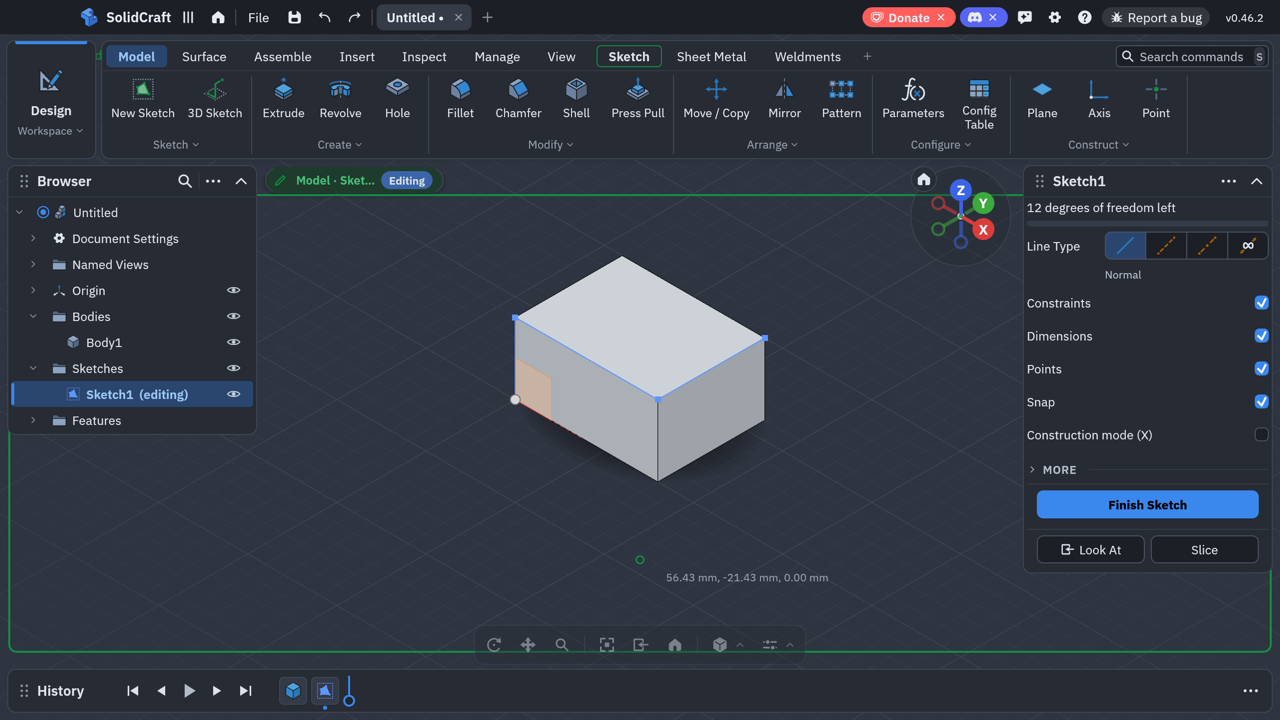 SolidCraft
File
Untitled •
Donate
Report a bug
v0.46.2
Design
Workspace
Model
Surface
Assemble
Insert
Inspect
Manage
View
Sketch
Sheet Metal
Weldments
Search commands
S
New Sketch
3D Sketch
Sketch
Extrude
Revolve
Hole
Create
Fillet
Chamfer
Shell
Press Pull
Modify
Move / Copy
Mirror
Pattern
Arrange
Parameters
Config
Table
Configure
Plane
Axis
Point
Construct
Browser
Untitled
Document Settings
Named Views
Origin
Bodies
Body1
Sketches
Sketch1 (editing)
Features
Model · Sket...
Editing
Z
Y
X
56.43 mm, -21.43 mm, 0.00 mm
Sketch1
12 degrees of freedom left
Line Type
Normal
Constraints
Dimensions
Points
Snap
Construction mode (X)
MORE
Finish Sketch
Look At
Slice
History